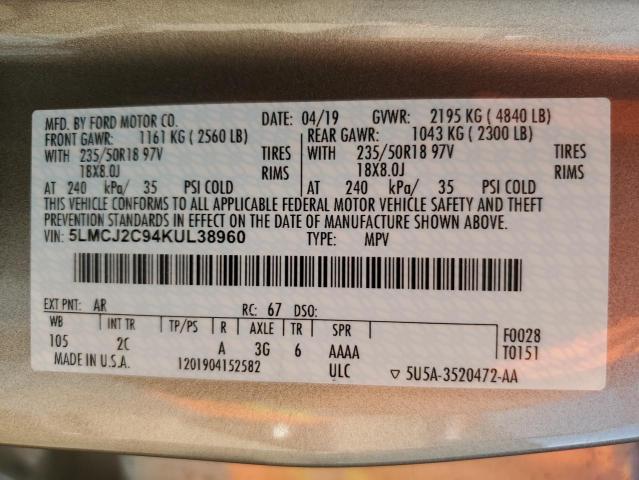 MFD. BY FORD MOTOR CO. DATE: 04/19 GVWR: 2195 KG ( 4840 LB)
FRONT GAWR: 1161 KG ( 2560 LB) REAR GAWR: 1043 KG ( 2300 LB)
WITH 235/50R18 97V TIRES WITH 235/50R18 97V TIRES
18X8.0J RIMS 18X8.0J RIMS
AT 240 kPa/ 35 PSI COLD AT 240 kPa/ 35 PSI COLD
THIS VEHICLE CONFORMS TO ALL APPLICABLE FEDERAL MOTOR VEHICLE SAFETY AND THEFT
PREVENTION STANDARDS IN EFFECT ON THE DATE OF MANUFACTURE SHOWN ABOVE.
VIN: 5LMCJ2C94KUL38960 TYPE: MPV
EXT PNT: AR RC: 67 DSO:
WB INT TR TP/PS R AXLE TR SPR F0028
105 2C A 3G 6 AAAA T0151
MADE IN U.S.A. 1201904152582 ULC ▽ 5U5A-3520472-AA